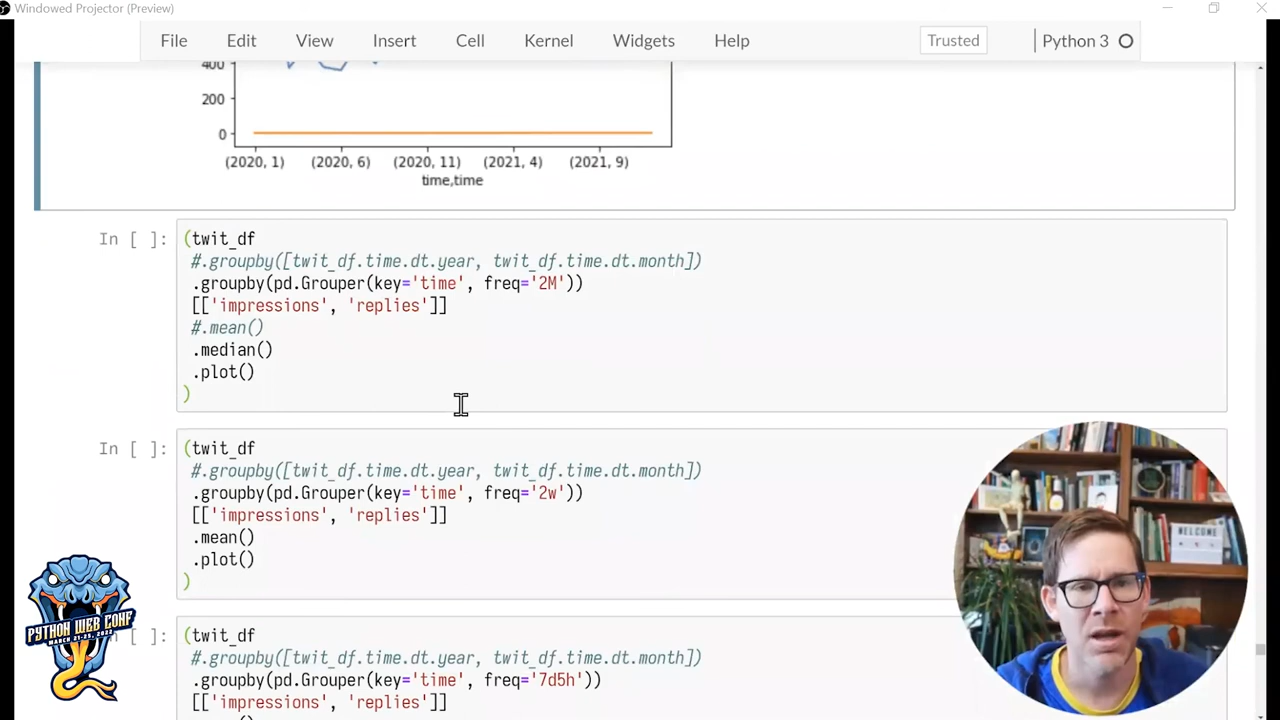 Windowed Projector (Preview)
File Edit View Insert Cell Kernel Widgets Help Trusted Python 3
400
200
0
(2020, 1) (2020, 6) (2020, 11) (2021, 4) (2021, 9)
time,time
In [ ]:
(twit_df
#.groupby([twit_df.time.dt.year, twit_df.time.dt.month])
.groupby(pd.Grouper(key='time', freq='2M'))
[['impressions', 'replies']]
#.mean()
.median()
.plot()
)
In [ ]:
(twit_df
#.groupby([twit_df.time.dt.year, twit_df.time.dt.month])
.groupby(pd.Grouper(key='time', freq='2w'))
[['impressions', 'replies']]
.mean()
.plot()
)
n [ ]:
(twit_df
#.groupby([twit_df.time.dt.year, twit_df.time.dt.month])
.groupby(pd.Grouper(key='time', freq='7d5h'))
[['impressions', 'replies']]
PYTHON WEB CONF
MARCH 21-25, 2022
WELCOME